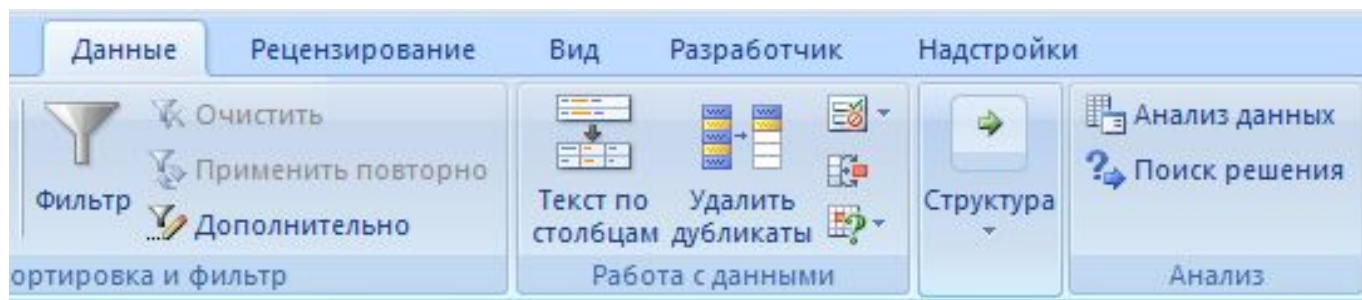 Данные Рецензирование Вид Разработчик Надстройки
Очистить
Применить повторно
Дополнительно
Фильтр
ортировка и фильтр
Текст по столбцам
Удалить дубликаты
Работа с данными
Структура
Анализ данных
Поиск решения
Анализ